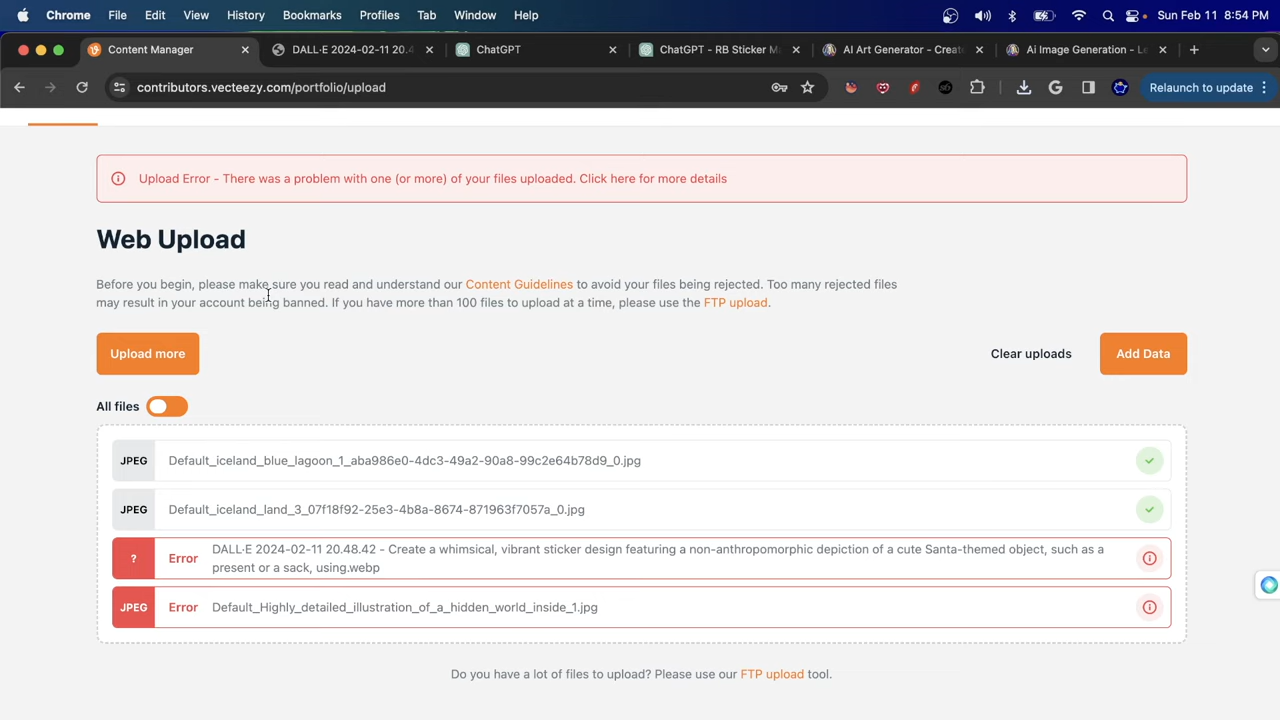 Chrome File Edit View History Bookmarks Profiles Tab Window Help Sun Feb 11 8:54 PM
Content Manager DALL·E 2024-02-11 20.4 ChatGPT ChatGPT - RB Sticker M AI Art Generator - Create AI Image Generation - Le
contributors.vecteezy.com/portfolio/upload Relaunch to update
Upload Error - There was a problem with one (or more) of your files uploaded. Click here for more details
Web Upload
Before you begin, please make sure you read and understand our Content Guidelines to avoid your files being rejected. Too many rejected files
may result in your account being banned. If you have more than 100 files to upload at a time, please use the FTP upload.
Upload more Clear uploads Add Data
All files
JPEG Default_iceland_blue_lagoon_1_aba986e0-4dc3-49a2-90a8-99c2e64b78d9_0.jpg
JPEG Default_iceland_land_3_07f18f92-25e3-4b8a-8674-871963f7057a_0.jpg
? Error DALL·E 2024-02-11 20.48.42 - Create a whimsical, vibrant sticker design featuring a non-anthropomorphic depiction of a cute Santa-themed object, such as a
present or a sack, using.webp
JPEG Error Default_Highly_detailed_illustration_of_a_hidden_world_inside_1.jpg
Do you have a lot of files to upload? Please use our FTP upload tool.